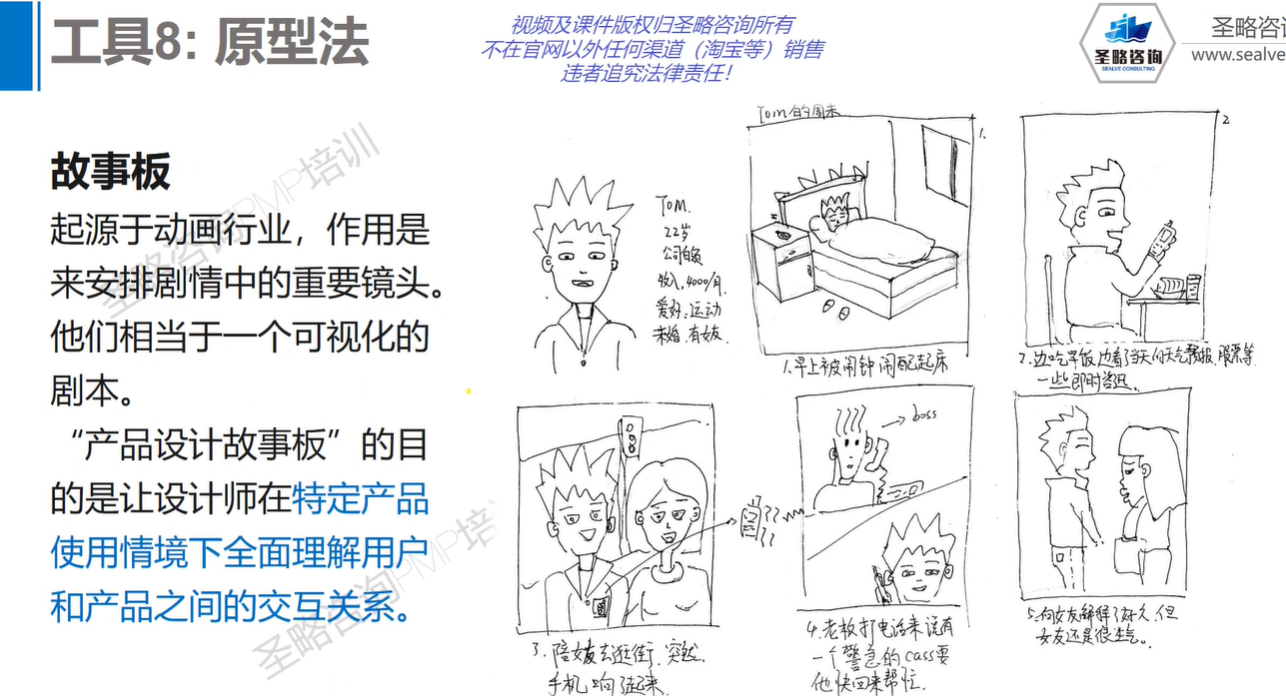 工具8: 原型法
视频及课件版权归圣略咨询所有
不在官网以外任何渠道（淘宝等）销售
违者追究法律责任！
圣略咨询
SEALVE CONSULTING
圣略咨
www.sealve
故事板
起源于动画行业，作用是
来安排剧情中的重要镜头。
他们相当于一个可视化的
剧本。
“产品设计故事板”的目
的是让设计师在特定产品
使用情境下全面理解用户
和产品之间的交互关系。
圣略咨询PMP培训
圣略咨询PMP培
Tom.
22岁
公司白领
收入.4000/月
爱好:运动
未婚.有女友.
Tom的周末
1.
1.早上被闹钟闹醒起床
2
2.边吃早饭边看了当天的天气预报.股票等
一些即时资讯.
3.陪女友去逛街.突然.
手机响了起来.
boss
??
??
4.老板打电话来说有
一个紧急的case要
他快回来帮忙.
5.向女友解释了好久,但
女友还是很生气。